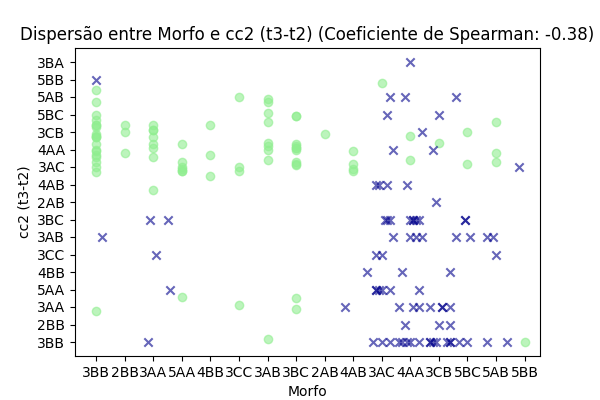 Dispersão entre Morfo e cc2 (t3-t2) (Coeficiente de Spearman: -0.38)
3BA
5BB
5AB
5BC
3CB
4AA
3AC
4AB
2AB
3BC
3AB
3CC
4BB
5AA
3AA
2BB
3BB
cc2 (t3-t2)
3BB 2BB 3AA 5AA 4BB 3CC 3AB 3BC 2AB 4AB 3AC 4AA 3CB 5BC 5AB 5BB
Morfo